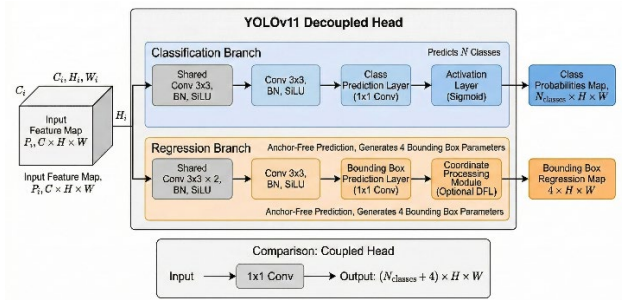 YOLOv11 Decoupled Head
Classification Branch
Predicts N Classes
C_i, H_i, W_i
C_i
H_i
Input
Feature Map
P_i, C × H × W
Input Feature Map,
P_i, C × H × W
Shared
Conv 3x3,
BN, SiLU
Conv 3x3,
BN, SiLU
Class
Prediction Layer
(1x1 Conv)
Activation
Layer
(Sigmoid)
Class
Probabilities Map,
N_classes × H × W
Regression Branch
Anchor-Free Prediction, Generates 4 Bounding Box Parameters
Shared
Conv 3x3 × 2,
BN, SiLU
Conv 3x3,
BN, SiLU
Bounding Box
Prediction Layer
(1x1 Conv)
Coordinate
Processing
Module
(Optional DFL)
Bounding Box
Regression Map
4 × H × W
Anchor-Free Prediction, Generates 4 Bounding Box Parameters
Comparison: Coupled Head
Input
1x1 Conv
Output: (N_classes + 4) × H × W